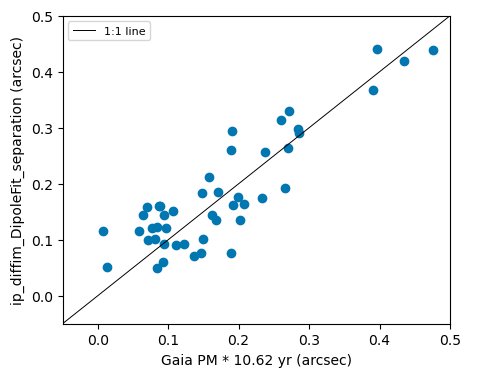 0.5
1:1 line
0.4
0.3
0.2
0.1
0.0
ip_diffim_DipoleFit_separation (arcsec)
0.0 0.1 0.2 0.3 0.4 0.5
Gaia PM * 10.62 yr (arcsec)